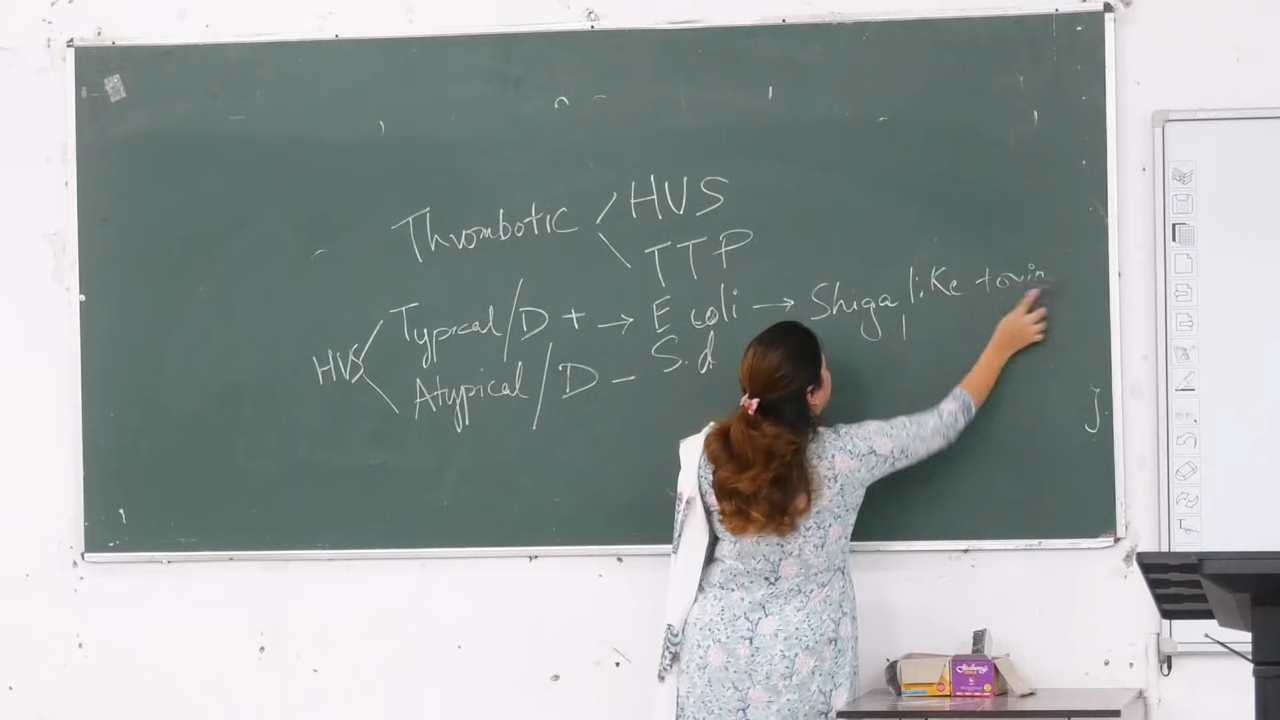 Thrombotic HUS
TTP
HUS Typical/D + → E coli → Shiga like toxin
S. d
Atypical/D -